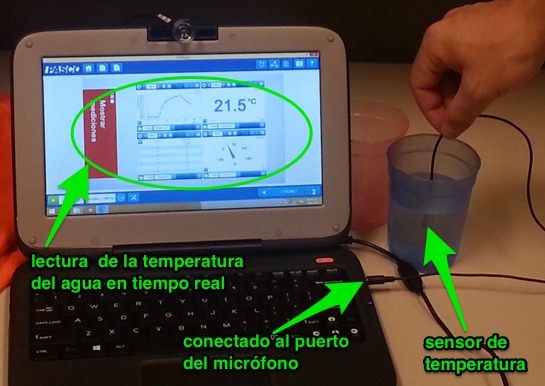 PASCO
Mostrar
mediciones
21.5 °C
lectura de la temperatura
del agua en tiempo real
conectado al puerto
del micrófono
sensor de
temperatura